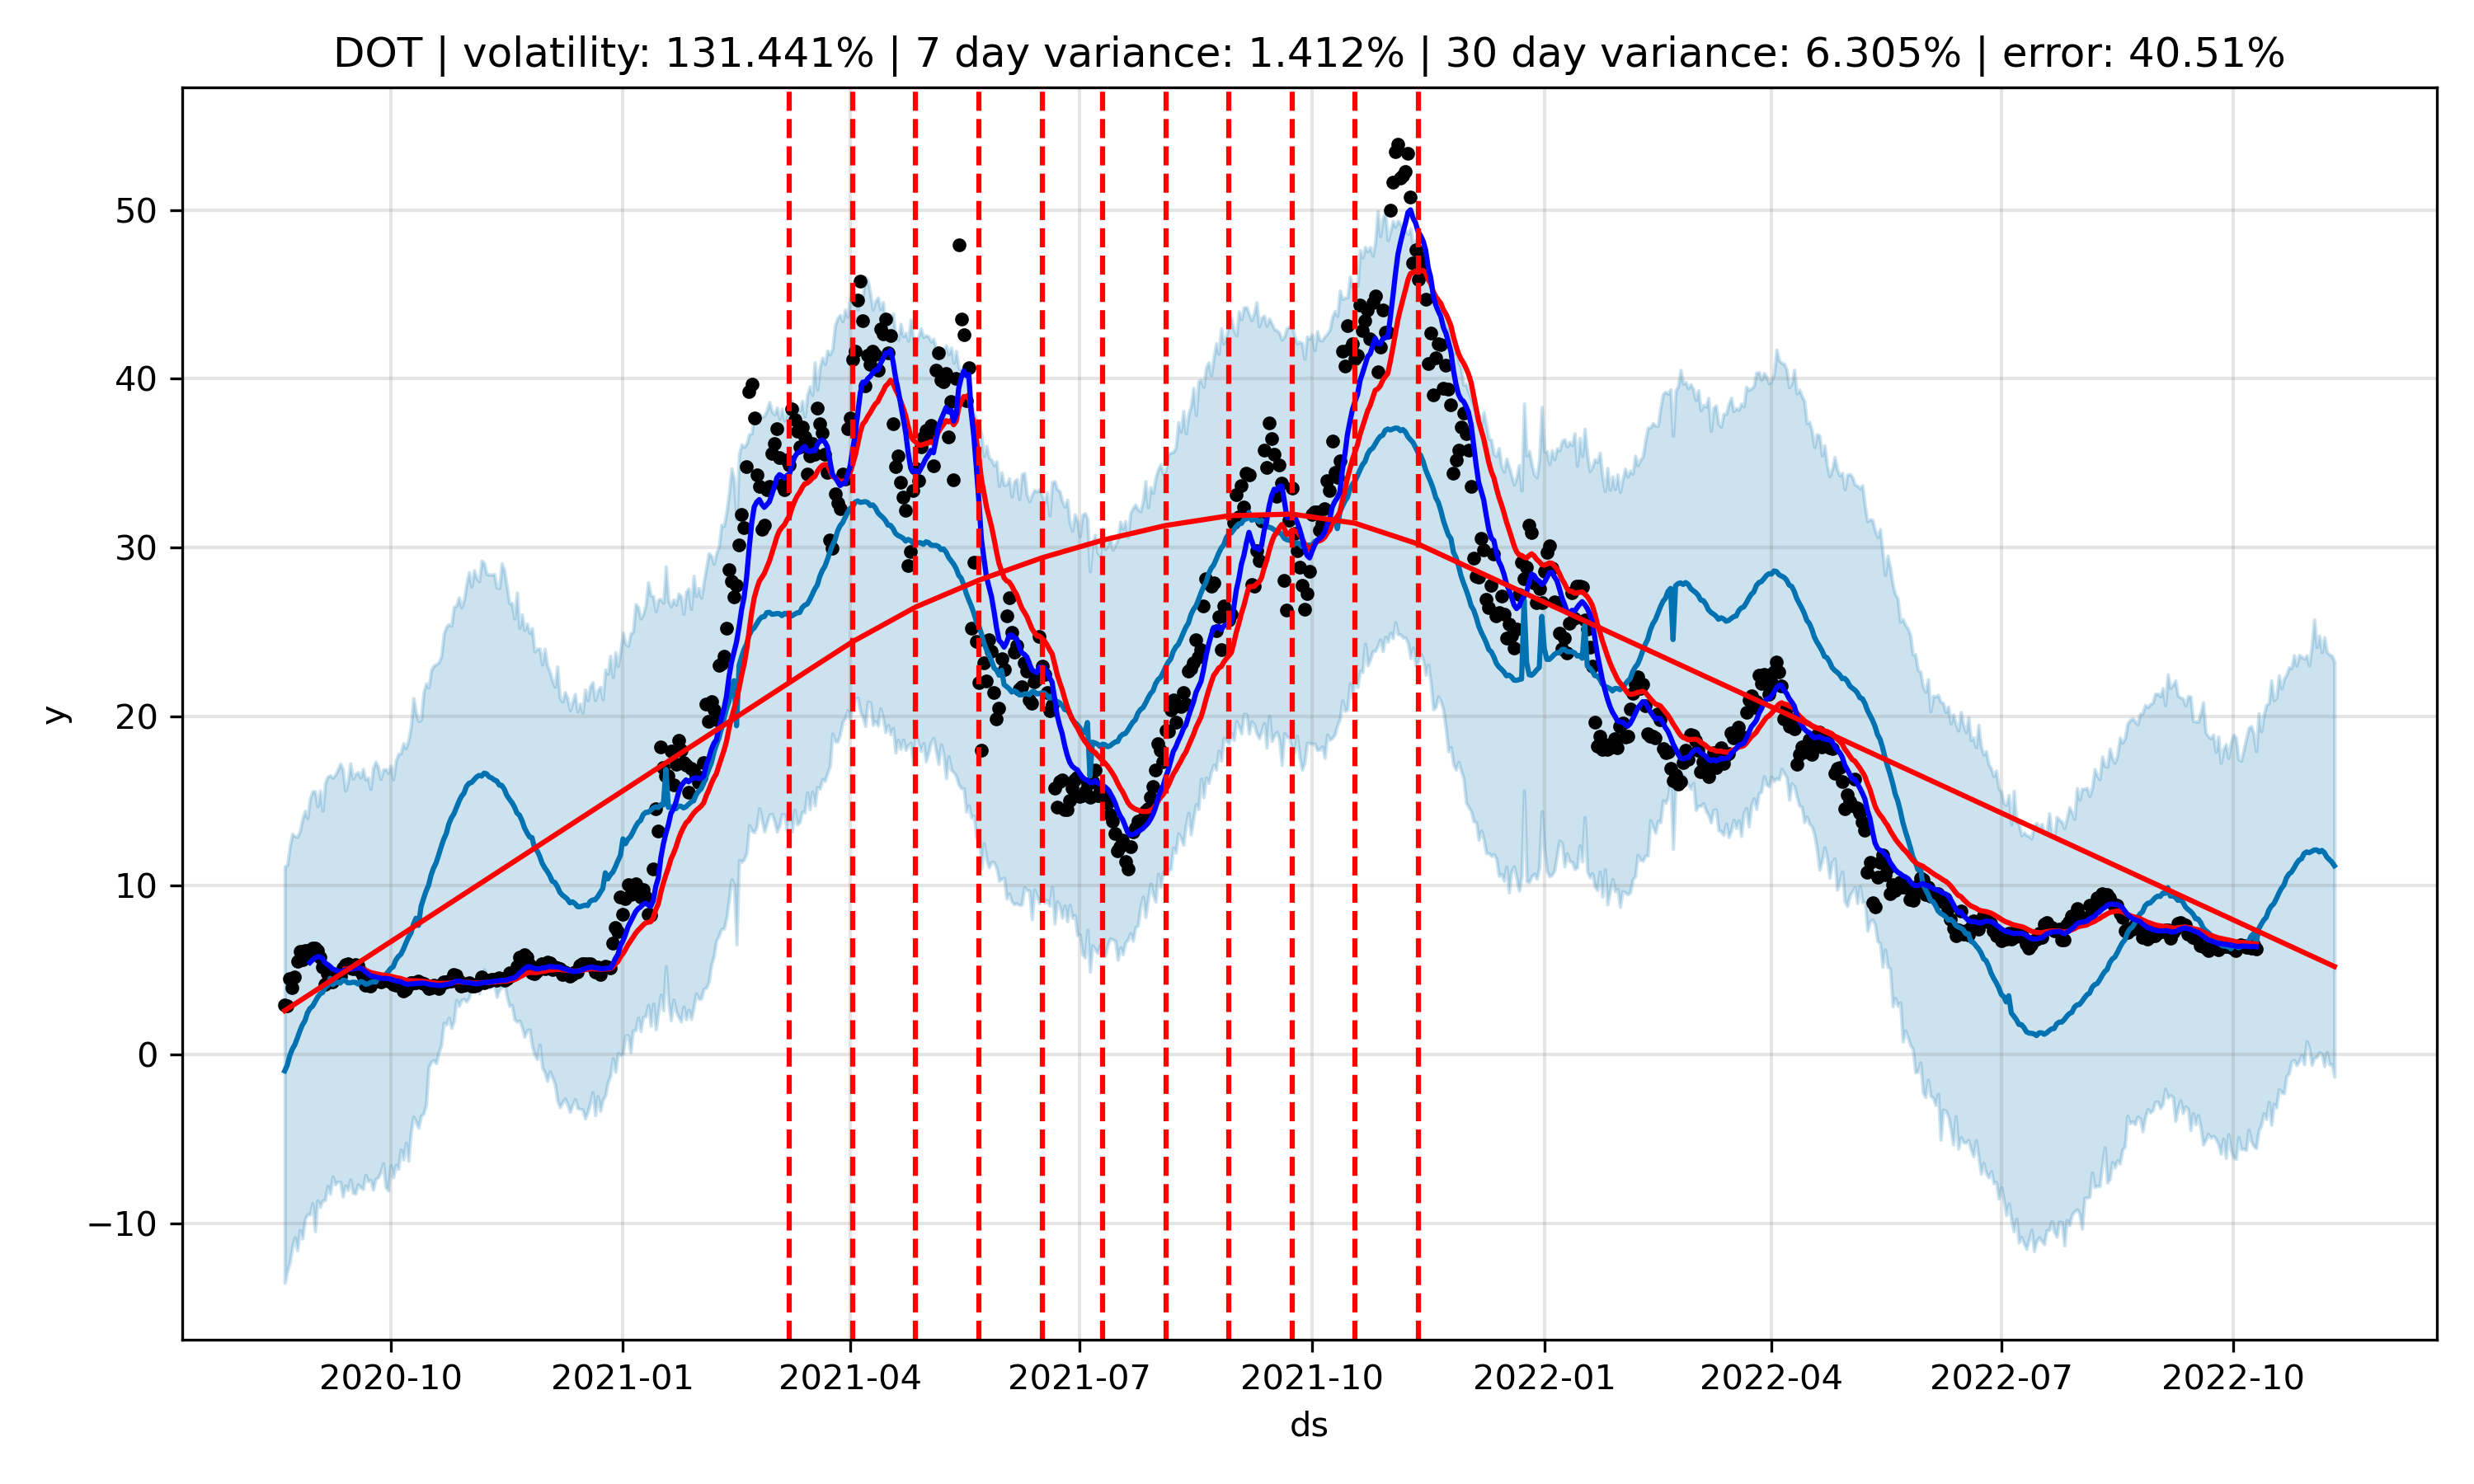 DOT | volatility: 131.441% | 7 day variance: 1.412% | 30 day variance: 6.305% | error: 40.51%
50
40
30
20
10
0
−10
y
2020-10 2021-01 2021-04 2021-07 2021-10 2022-01 2022-04 2022-07 2022-10
ds